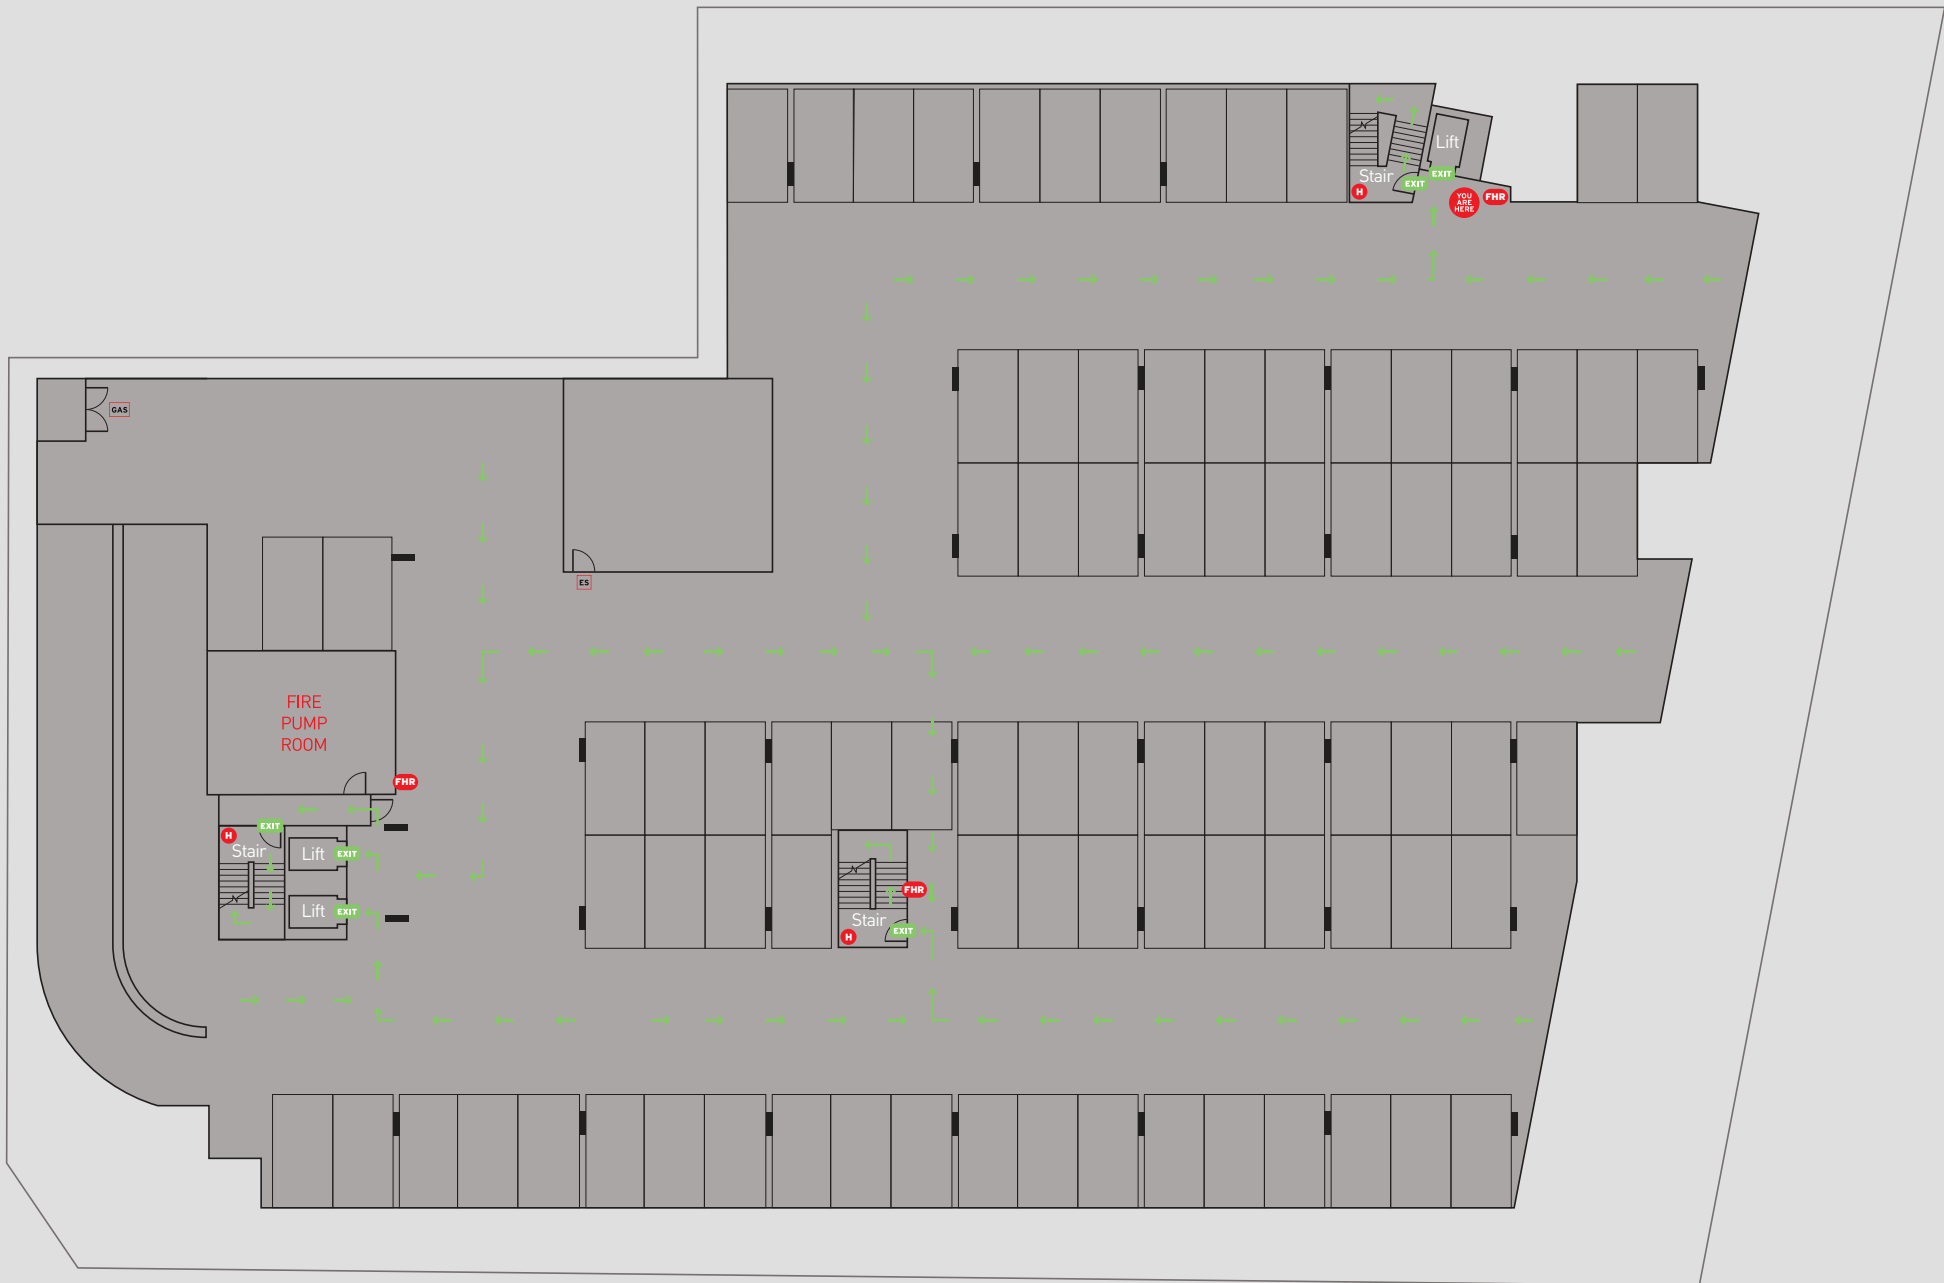 Lift
Stair
EXIT
EXIT
H
YOU
ARE
HERE
FHR
GAS
ES
FIRE
PUMP
ROOM
FHR
EXIT
H
Stair
Lift
EXIT
Lift
EXIT
FHR
Stair
EXIT
H